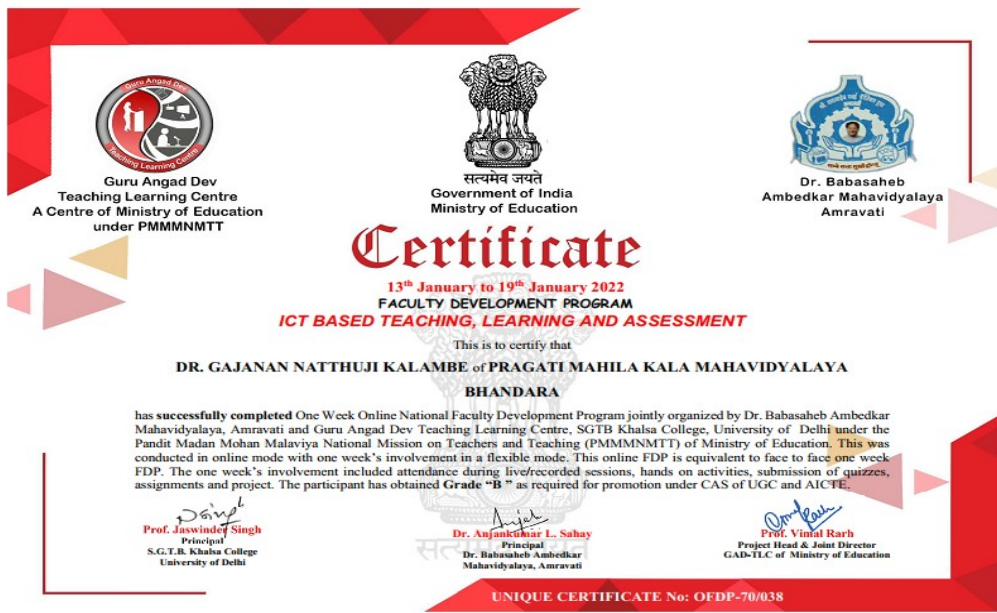 Guru Angad Dev
Teaching Learning Centre
Guru Angad Dev
Teaching Learning Centre
A Centre of Ministry of Education
under PMMMNMTT
सत्यमेव जयते
Government of India
Ministry of Education
Dr. Babasaheb
Ambedkar Mahavidyalaya
Amravati
Certificate
13th January to 19th January 2022
FACULTY DEVELOPMENT PROGRAM
ICT BASED TEACHING, LEARNING AND ASSESSMENT
This is to certify that
DR. GAJANAN NATTHUJI KALAMBE of PRAGATI MAHILA KALA MAHAVIDYALAYA
BHANDARA
has successfully completed One Week Online National Faculty Development Program jointly organized by Dr. Babasaheb Ambedkar
Mahavidyalaya, Amravati and Guru Angad Dev Teaching Learning Centre, SGTB Khalsa College, University of Delhi under the
Pandit Madan Mohan Malaviya National Mission on Teachers and Teaching (PMMMNMTT) of Ministry of Education. This was
conducted in online mode with one week's involvement in a flexible mode. This online FDP is equivalent to face to face one week
FDP. The one week's involvement included attendance during live/recorded sessions, hands on activities, submission of quizzes,
assignments and project. The participant has obtained Grade “B ” as required for promotion under CAS of UGC and AICTE.
Prof. Jaswinder Singh
Principal
S.G.T.B. Khalsa College
University of Delhi
Dr. Anjankumar L. Sahay
Principal
Dr. Babasaheb Ambedkar
Mahavidyalaya, Amravati
Prof. Vimal Rarh
Project Head & Joint Director
GAD-TLC of Ministry of Education
सत्यमेव जयते
UNIQUE CERTIFICATE No: OFDP-70/038